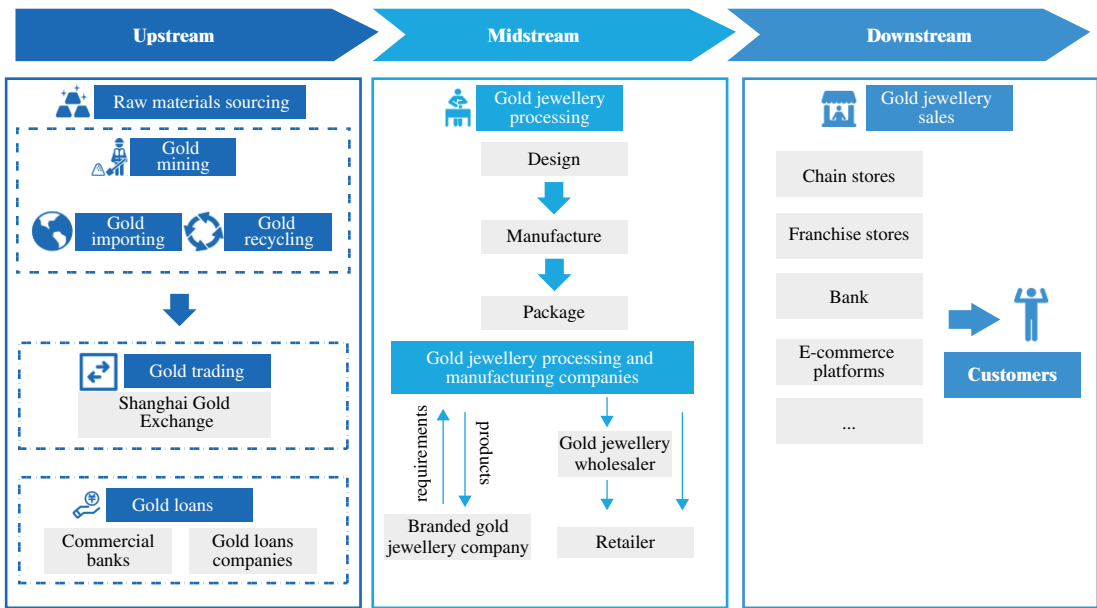 Upstream
Midstream
Downstream
Raw materials sourcing
Gold
mining
Gold
importing
Gold
recycling
Gold trading
Shanghai Gold
Exchange
Gold loans
Commercial
banks
Gold loans
companies
Gold jewellery
processing
Design
Manufacture
Package
Gold jewellery processing and
manufacturing companies
requirements
products
Gold jewellery
wholesaler
Branded gold
jewellery company
Retailer
Gold jewellery
sales
Chain stores
Franchise stores
Bank
E-commerce
platforms
...
Customers